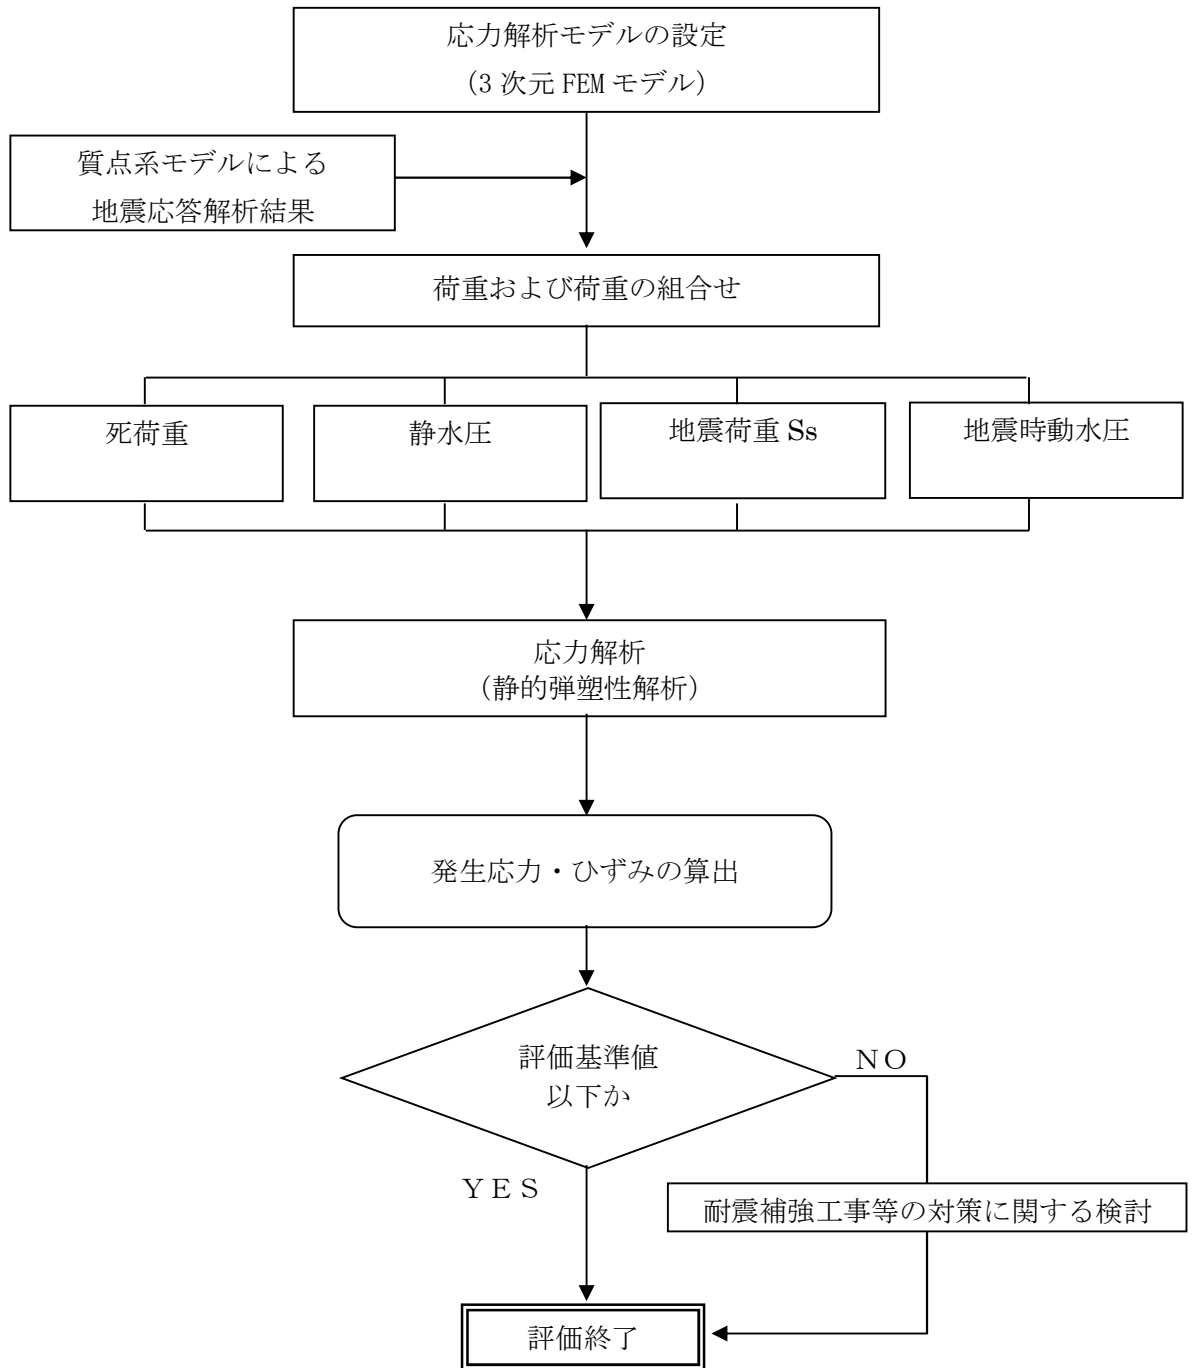 応力解析モデルの設定
(3 次元 FEM モデル)
質点系モデルによる
地震応答解析結果
荷重および荷重の組合せ
死荷重
静水圧
地震荷重 Ss
地震時動水圧
応力解析
(静的弾塑性解析)
発生応力・ひずみの算出
評価基準値
以下か
ＮＯ
ＹＥＳ
耐震補強工事等の対策に関する検討
評価終了